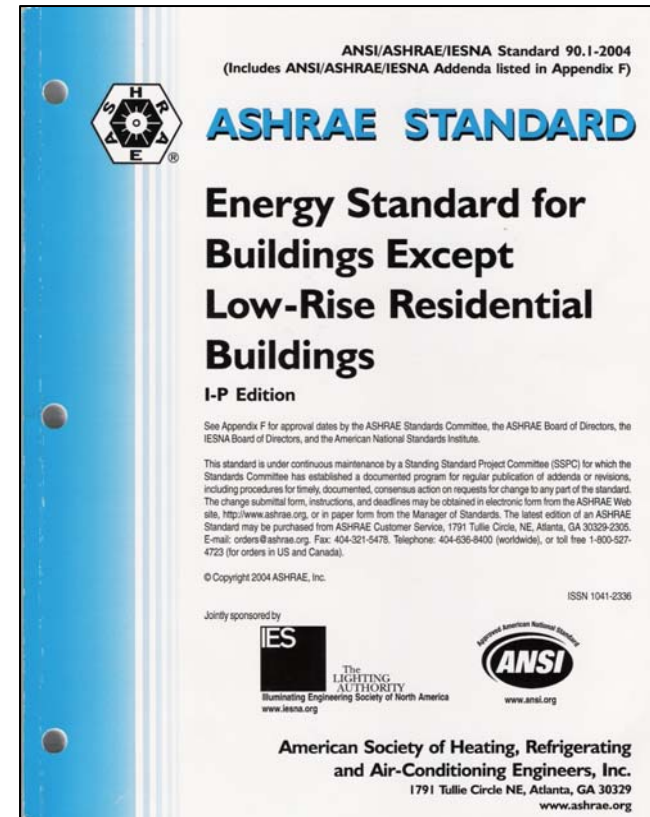 ANSI/ASHRAE/IESNA Standard 90.1-2004
(Includes ANSI/ASHRAE/IESNA Addenda listed in Appendix F)
ASHRAE
®
ASHRAE STANDARD
Energy Standard for
Buildings Except
Low-Rise Residential
Buildings
I-P Edition
See Appendix F for approval dates by the ASHRAE Standards Committee, the ASHRAE Board of Directors, the
IESNA Board of Directors, and the American National Standards Institute.
This standard is under continuous maintenance by a Standing Standard Project Committee (SSPC) for which the
Standards Committee has established a documented program for regular publication of addenda or revisions,
including procedures for timely, documented, consensus action on requests for change to any part of the standard.
The change submittal form, instructions, and deadlines may be obtained in electronic form from the ASHRAE Web
site, http://www.ashrae.org, or in paper form from the Manager of Standards. The latest edition of an ASHRAE
Standard may be purchased from ASHRAE Customer Service, 1791 Tullie Circle, NE, Atlanta, GA 30329-2305.
E-mail: orders@ashrae.org. Fax: 404-321-5478. Telephone: 404-636-8400 (worldwide), or toll free 1-800-527-
4723 (for orders in US and Canada).
© Copyright 2004 ASHRAE, Inc.
ISSN 1041-2336
Jointly sponsored by
IES
The
LIGHTING
AUTHORITY
Illuminating Engineering Society of North America
www.iesna.org
Approved American National Standard
ANSI
www.ansi.org
American Society of Heating, Refrigerating
and Air-Conditioning Engineers, Inc.
1791 Tullie Circle NE, Atlanta, GA 30329
www.ashrae.org